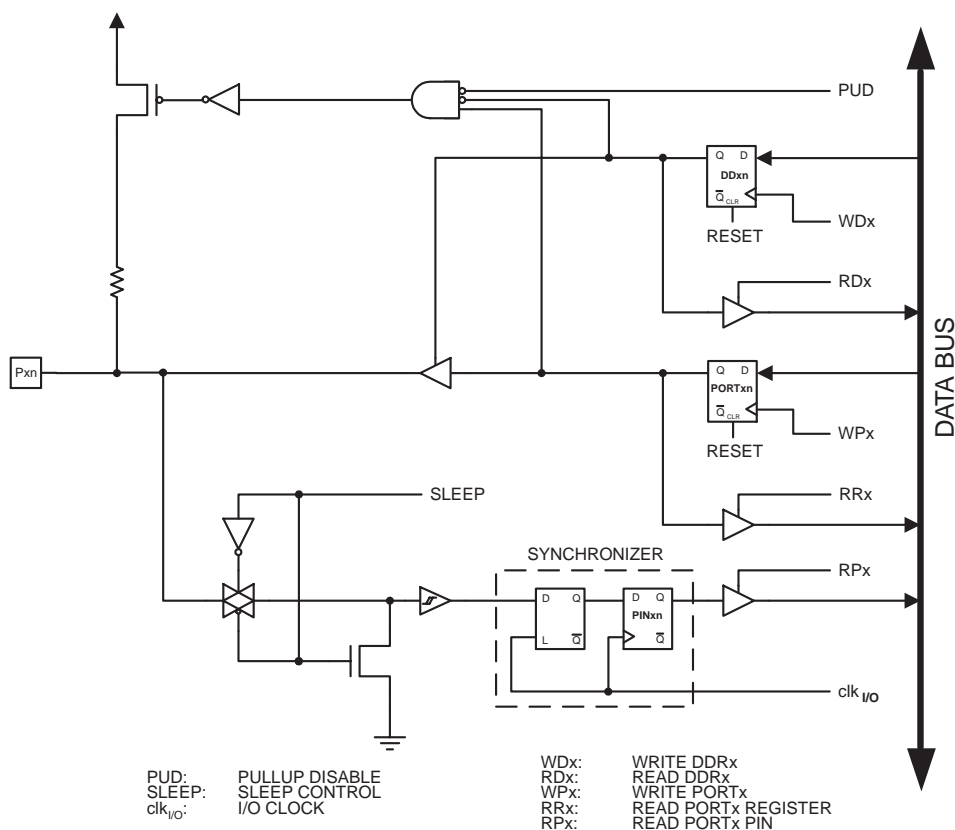 PUD
Q D
DDxn
Q CLR
WDx
RESET
RDx
Pxn
Q D
PORTxn
Q CLR
WPx
RESET
DATA BUS
SLEEP
RRx
SYNCHRONIZER
RPx
D Q
L Q
D Q
PINxn
Q
clk I/O
PUD: PULLUP DISABLE
SLEEP: SLEEP CONTROL
clkI/O: I/O CLOCK
WDx: WRITE DDRx
RDx: READ DDRx
WPx: WRITE PORTx
RRx: READ PORTx REGISTER
RPx: READ PORTx PIN